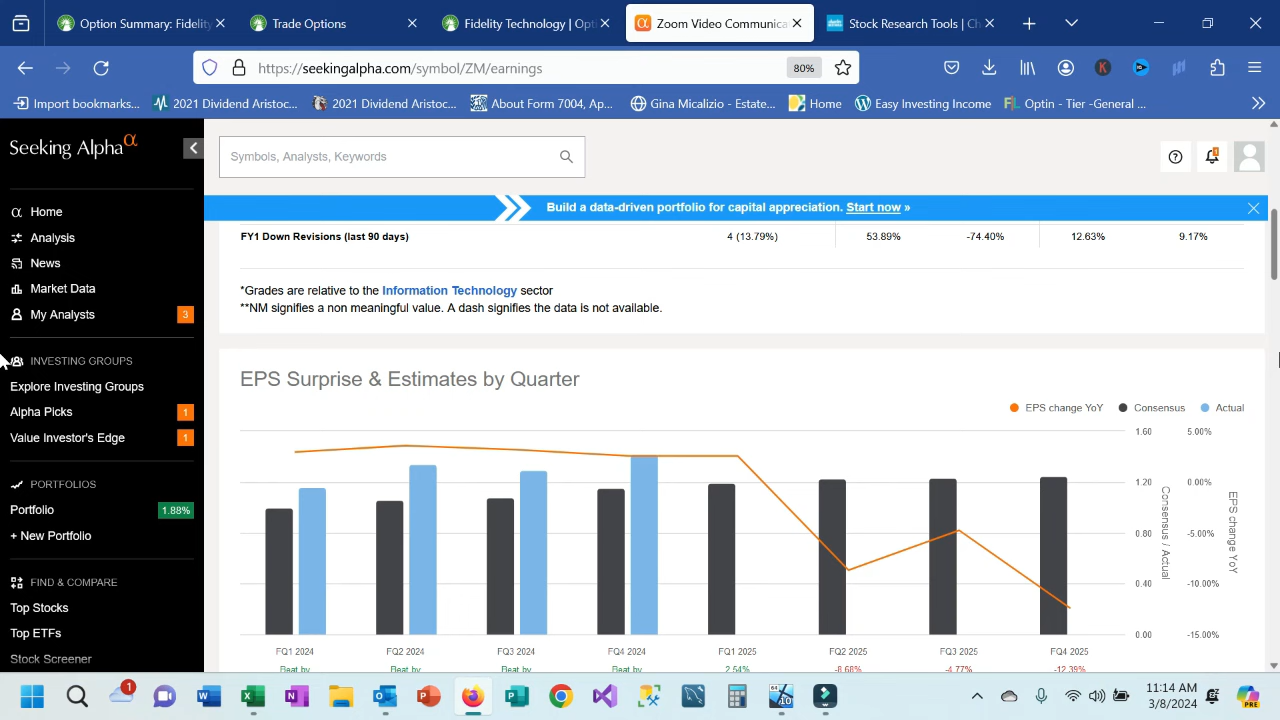 Option Summary: Fidelity
Trade Options
Fidelity Technology | Opt
Zoom Video Communica
Stock Research Tools | Ch
https://seekingalpha.com/symbol/ZM/earnings
80%
Import bookmarks...
2021 Dividend Aristoc...
2021 Dividend Aristoc...
About Form 7004, Ap...
Gina Micalizio - Estate...
Home
Easy Investing Income
Optin - Tier -General ...
Seeking Alpha α
Symbols, Analysts, Keywords
Build a data-driven portfolio for capital appreciation. Start now »
Home
Analysis
News
Market Data
My Analysts 3
INVESTING GROUPS
Explore Investing Groups
Alpha Picks 1
Value Investor's Edge 1
PORTFOLIOS
Portfolio 1.88%
+ New Portfolio
FIND & COMPARE
Top Stocks
Top ETFs
Stock Screener
FY1 Down Revisions (last 90 days) 4 (13.79%) 53.89% -74.40% 12.63% 9.17%
*Grades are relative to the Information Technology sector
**NM signifies a non meaningful value. A dash signifies the data is not available.
EPS Surprise & Estimates by Quarter
EPS change YoY Consensus Actual
1.60 5.00%
1.20 0.00%
0.80 -5.00%
0.40 -10.00%
0.00 -15.00%
Consensus / Actual
EPS change YoY
FQ1 2024 FQ2 2024 FQ3 2024 FQ4 2024 FQ1 2025 FQ2 2025 FQ3 2025 FQ4 2025
Beat by Beat by Beat by Beat by 2.54% -8.68% -4.77% -12.39%
11:14 AM
3/8/2024